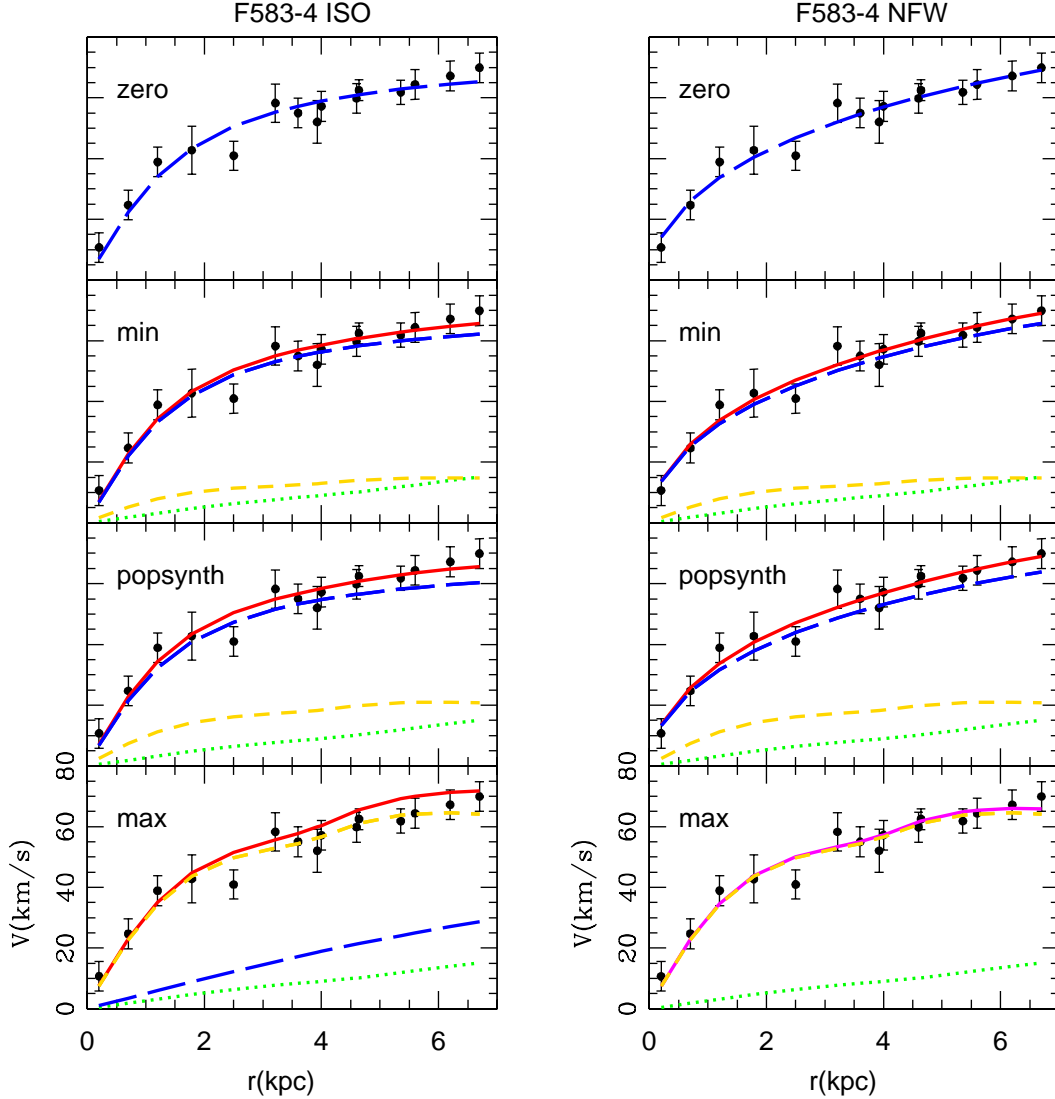 F583-4 ISO
F583-4 NFW
zero
zero
min
min
popsynth
popsynth
max
max
80
60
40
20
0
V(km/s)
80
60
40
20
0
V(km/s)
0 2 4 6
0 2 4 6
r(kpc)
r(kpc)